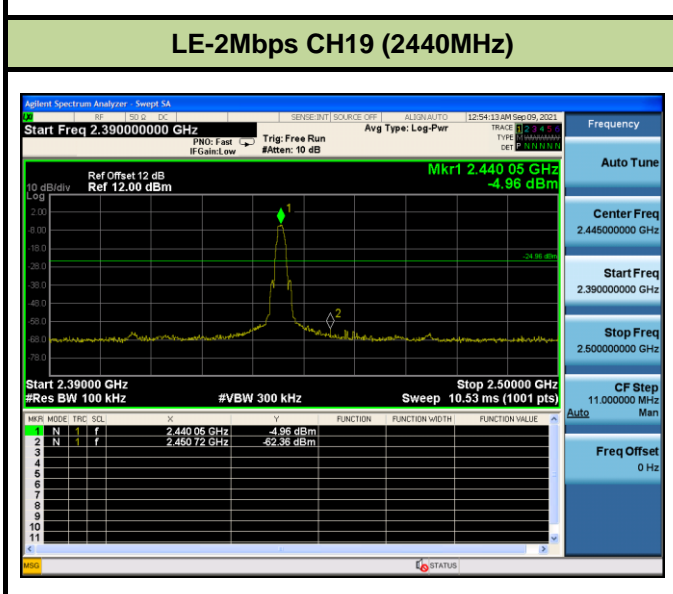 LE-2Mbps CH19 (2440MHz)
Agilent Spectrum Analyzer - Swept SA
RF 50 Ω DC SENSE:INT SOURCE OFF ALIGN AUTO 12:54:13 AM Sep 09, 2021
Start Freq 2.390000000 GHz
PNO: Fast
IFGain:Low
Trig: Free Run
#Atten: 10 dB
Avg Type: Log-Pwr
TRACE 1 2 3 4 5 6
TYPE M
DET P N N N N N
Frequency
Auto Tune
Center Freq
2.445000000 GHz
Start Freq
2.390000000 GHz
Stop Freq
2.500000000 GHz
CF Step
11.000000 MHz
Auto Man
Freq Offset
0 Hz
Mkr1 2.440 05 GHz
-4.96 dBm
Ref Offset 12 dB
10 dB/div Ref 12.00 dBm
Log
2.00
-8.00
-18.0
-28.0
-38.0
-48.0
-58.0
-68.0
-78.0
1
-24.96 dBm
2
Start 2.39000 GHz Stop 2.50000 GHz
#Res BW 100 kHz #VBW 300 kHz Sweep 10.53 ms (1001 pts)
MKR MODE TRC SCL X Y FUNCTION FUNCTION WIDTH FUNCTION VALUE
1 N 1 f 2.440 05 GHz -4.96 dBm
2 N 1 f 2.450 72 GHz -62.36 dBm
3
4
5
6
7
8
9
10
11
MSG STATUS